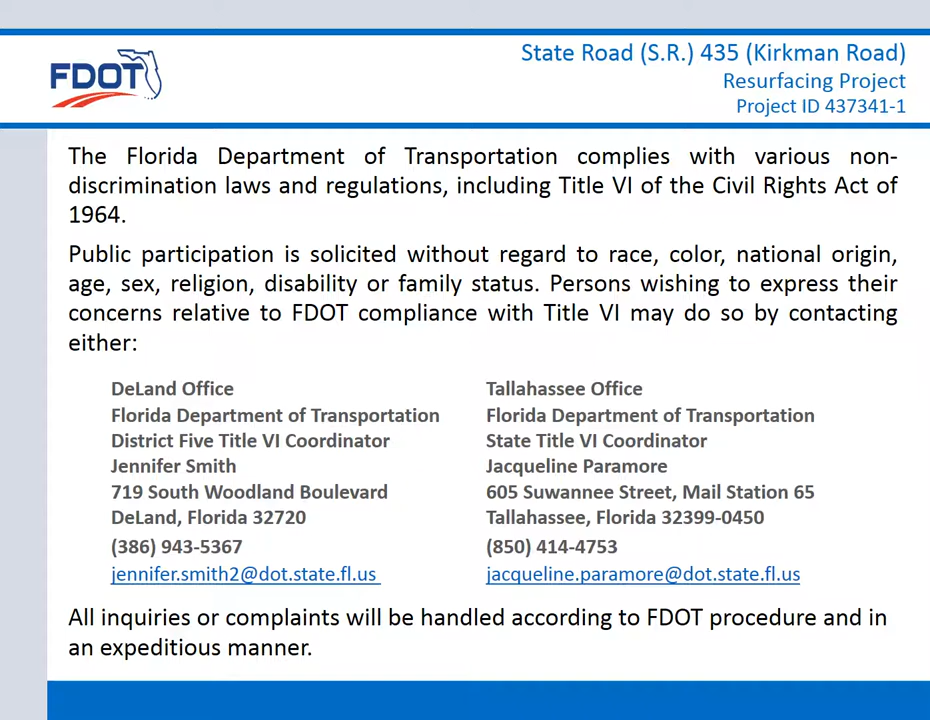 FDOT
State Road (S.R.) 435 (Kirkman Road)
Resurfacing Project
Project ID 437341-1
The Florida Department of Transportation complies with various non-
discrimination laws and regulations, including Title VI of the Civil Rights Act of
1964.
Public participation is solicited without regard to race, color, national origin,
age, sex, religion, disability or family status. Persons wishing to express their
concerns relative to FDOT compliance with Title VI may do so by contacting
either:
DeLand Office
Florida Department of Transportation
District Five Title VI Coordinator
Jennifer Smith
719 South Woodland Boulevard
DeLand, Florida 32720
(386) 943-5367
jennifer.smith2@dot.state.fl.us
Tallahassee Office
Florida Department of Transportation
State Title VI Coordinator
Jacqueline Paramore
605 Suwannee Street, Mail Station 65
Tallahassee, Florida 32399-0450
(850) 414-4753
jacqueline.paramore@dot.state.fl.us
All inquiries or complaints will be handled according to FDOT procedure and in
an expeditious manner.